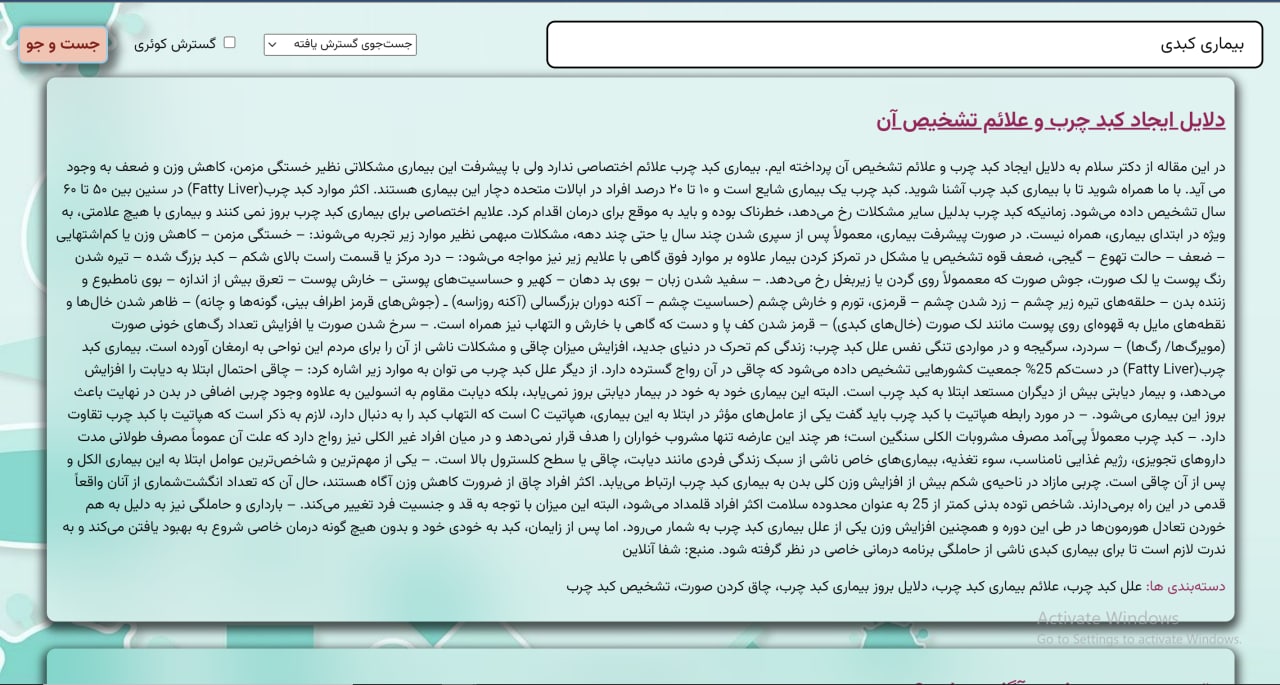 بیماری کبدی
جست‌جوی گسترش یافته
گسترش کوئری
جست و جو
دلایل ایجاد کبد چرب و علائم تشخیص آن
در این مقاله از دکتر سلام به دلایل ایجاد کبد چرب و علائم تشخیص آن پرداخته ایم. بیماری کبد چرب علائم اختصاصی ندارد ولی با پیشرفت این بیماری مشکلاتی نظیر خستگی مزمن، کاهش وزن و ضعف به وجود
می آید. با ما همراه شوید تا با بیماری کبد چرب آشنا شوید. کبد چرب یک بیماری شایع است و ۱۰ تا ۲۰ درصد افراد در ابالات متحده دچار این بیماری هستند. اکثر موارد کبد چرب(Fatty Liver) در سنین بین ۵۰ تا ۶۰
سال تشخیص داده می‌شود. زمانیکه کبد چرب بدلیل سایر مشکلات رخ می‌دهد، خطرناک بوده و باید به موقع برای درمان اقدام کرد. علایم اختصاصی برای بیماری کبد چرب بروز نمی کنند و بیماری با هیچ علامتی، به
ویژه در ابتدای بیماری، همراه نیست. در صورت پیشرفت بیماری، معمولاً پس از سپری شدن چند سال یا حتی چند دهه، مشکلات مبهمی نظیر موارد زیر تجربه می‌شوند: – خستگی مزمن – کاهش وزن یا کم‌اشتهایی
– ضعف – حالت تهوع – گیجی، ضعف قوه تشخیص یا مشکل در تمرکز کردن بیمار علاوه بر موارد فوق گاهی با علایم زیر نیز مواجه می‌شود: – درد مرکز یا قسمت راست بالای شکم – کبد بزرگ شده – تیره شدن
رنگ پوست یا لک صورت، جوش صورت که معممولاً روی گردن یا زیربغل رخ می‌دهد. – سفید شدن زبان – بوی بد دهان – کهیر و حساسیت‌های پوستی – خارش پوست – تعرق بیش از اندازه – بوی نامطبوع و
زننده بدن – حلقه‌های تیره زیر چشم – زرد شدن چشم – قرمزی، تورم و خارش چشم (حساسیت چشم – آکنه دوران بزرگسالی (آکنه روزاسه) ـ (جوش‌های قرمز اطراف بینی، گونه‌ها و چانه) – ظاهر شدن خال‌ها و
نقطه‌های مایل به قهوه‌ای روی پوست مانند لک صورت (خال‌های کبدی) – قرمز شدن کف پا و دست که گاهی با خارش و التهاب نیز همراه است. – سرخ شدن صورت یا افزایش تعداد رگ‌های خونی صورت
(مویرگ‌ها/ رگ‌ها) – سردرد، سرگیجه و در مواردی تنگی نفس علل کبد چرب: زندگی کم تحرک در دنیای جدید، افزایش میزان چاقی و مشکلات ناشی از آن را برای مردم این نواحی به ارمغان آورده است. بیماری کبد
چرب(Fatty Liver) در دست‌کم 25% جمعیت کشورهایی تشخیص داده می‌شود که چاقی در آن رواج گسترده دارد. از دیگر علل کبد چرب می توان به موارد زیر اشاره کرد: – چاقی احتمال ابتلا به دیابت را افزایش
می‌دهد، و بیمار دیابتی بیش از دیگران مستعد ابتلا به کبد چرب است. البته این بیماری خود به خود در بیمار دیابتی بروز نمی‌یابد، بلکه دیابت مقاوم به انسولین به علاوه وجود چربی اضافی در بدن در نهایت باعث
بروز این بیماری می‌شود. – در مورد رابطه هپاتیت با کبد چرب باید گفت یکی از عامل‌های مؤثر در ابتلا به این بیماری، هپاتیت C است که التهاب کبد را به دنبال دارد، لازم به ذکر است که هپاتیت با کبد چرب تفاوت
دارد. – کبد چرب معمولاً پی‌آمد مصرف مشروبات الکلی سنگین است؛ هر چند این عارضه تنها مشروب خواران را هدف قرار نمی‌دهد و در میان افراد غیر الکلی نیز رواج دارد که علت آن عموماً مصرف طولانی مدت
داروهای تجویزی، رژیم غذایی نامناسب، سوء تغذیه، بیماری‌های خاص ناشی از سبک زندگی فردی مانند دیابت، چاقی یا سطح کلسترول بالا است. – یکی از مهم‌ترین و شاخص‌ترین عوامل ابتلا به این بیماری الکل و
پس از آن چاقی است. چربی مازاد در ناحیه‌ی شکم بیش از افزایش وزن کلی بدن به بیماری کبد چرب ارتباط می‌یابد. اکثر افراد چاق از ضرورت کاهش وزن آگاه هستند، حال آن که تعداد انگشت‌شماری از آنان واقعاً
قدمی در این راه برمی‌دارند. شاخص توده بدنی کمتر از 25 به عنوان محدوده سلامت اکثر افراد قلمداد می‌شود، البته این میزان با توجه به قد و جنسیت فرد تغییر می‌کند. – بارداری و حاملگی نیز به دلیل به هم
خوردن تعادل هورمون‌ها در طی این دوره و همچنین افزایش وزن یکی از علل بیماری کبد چرب به شمار می‌رود. اما پس از زایمان، کبد به خودی خود و بدون هیچ گونه درمان خاصی شروع به بهبود یافتن می‌کند و به
ندرت لازم است تا برای بیماری کبدی ناشی از حاملگی برنامه درمانی خاصی در نظر گرفته شود. منبع: شفا آنلاین
دسته‌بندی ها: علل کبد چرب، علائم بیماری کبد چرب، دلایل بروز بیماری کبد چرب، چاق کردن صورت، تشخیص کبد چرب
Activate Windows
Go to Settings to activate Windows.